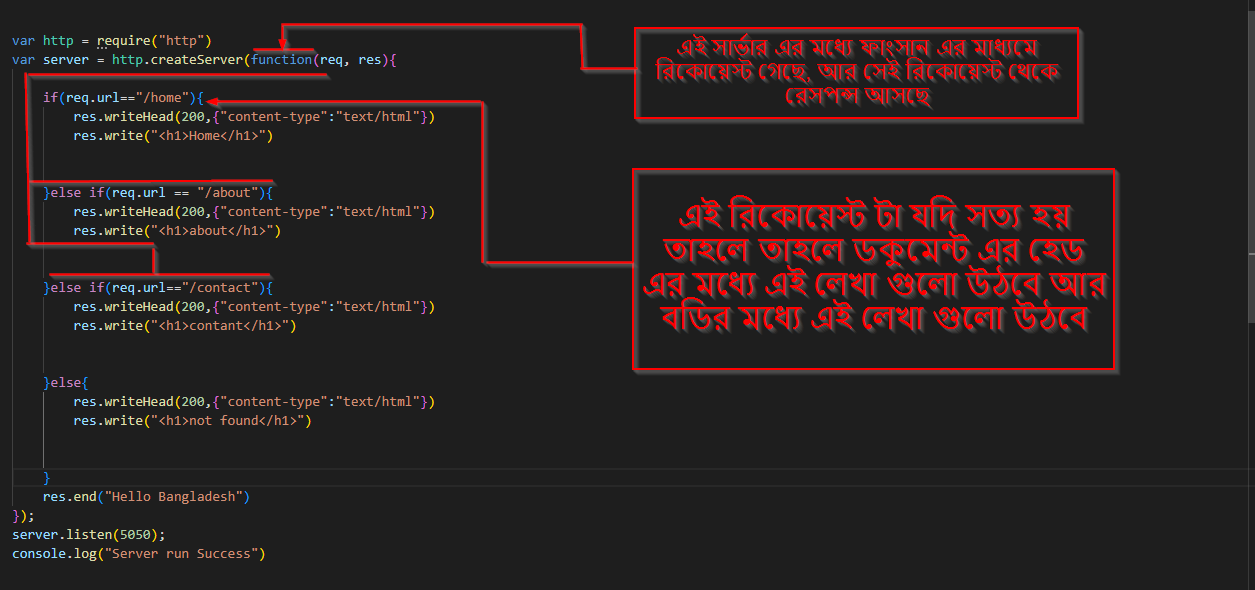 var http = require("http")
var server = http.createServer(function(req, res){
if(req.url=="/home"){
res.writeHead(200,{"content-type":"text/html"})
res.write("<h1>Home</h1>")
}else if(req.url == "/about"){
res.writeHead(200,{"content-type":"text/html"})
res.write("<h1>about</h1>")
}else if(req.url=="/contact"){
res.writeHead(200,{"content-type":"text/html"})
res.write("<h1>contant</h1>")
}else{
res.writeHead(200,{"content-type":"text/html"})
res.write("<h1>not found</h1>")
}
res.end("Hello Bangladesh")
});
server.listen(5050);
console.log("Server run Success")
এই সার্ভার এর মধ্যে ফাংসান এর মাধ্যমে
রিকোয়েস্ট গেছে, আর সেই রিকোয়েস্ট থেকে
রেসপন্স আসছে
এই রিকোয়েস্ট টা যদি সত্য হয়
তাহলে তাহলে ডকুমেন্ট এর হেড
এর মধ্যে এই লেখা গুলো উঠবে আর
বডির মধ্যে এই লেখা গুলো উঠবে